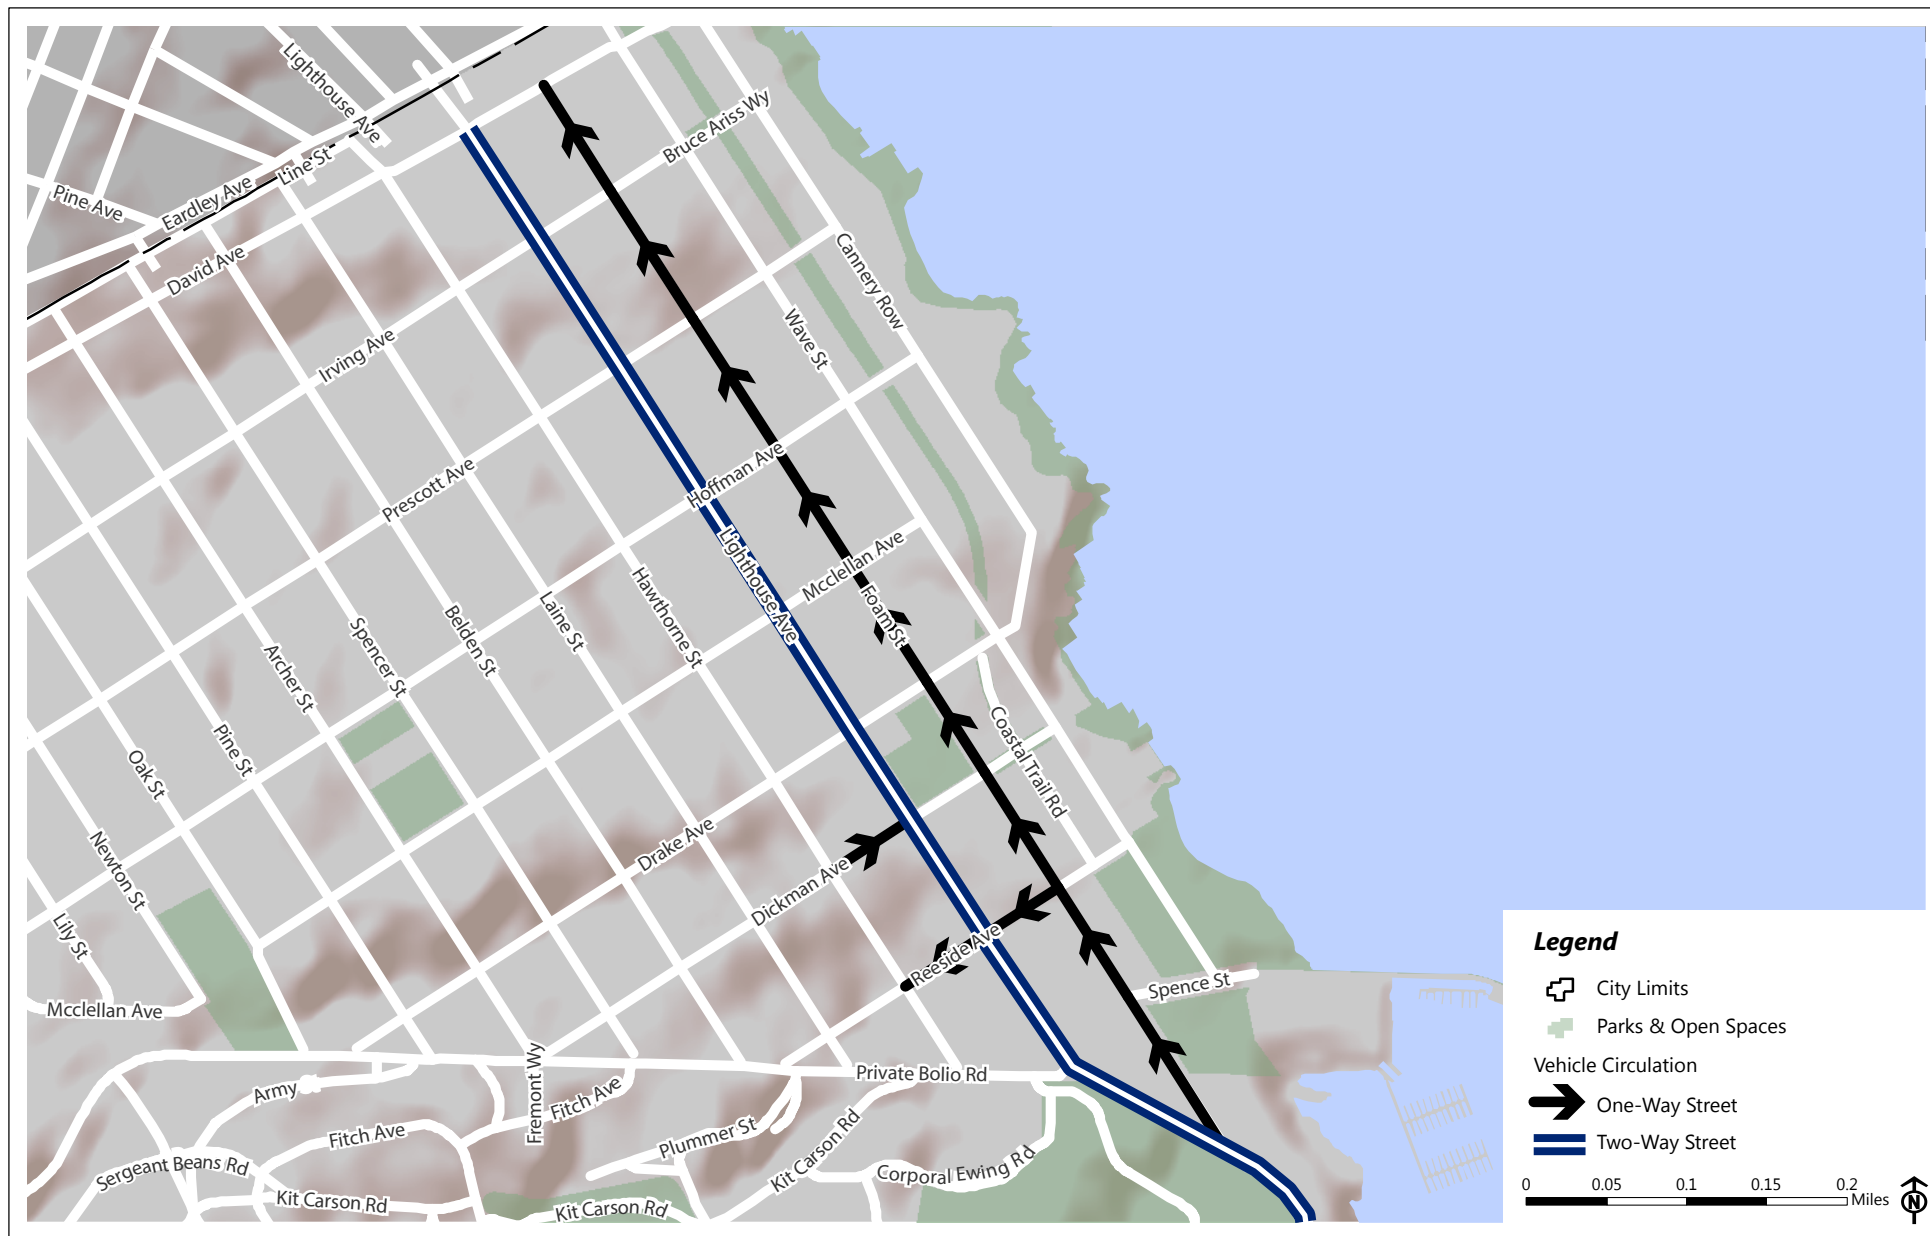 Lighthouse Ave
Bruce Ariss Wy
Line St
Pine Ave
Eardley Ave
David Ave
Cannery Row
Wave St
Irving Ave
Prescott Ave
Hoffman Ave
Lighthouse Ave
Mcclellan Ave
Foam St
Hawthorne St
Laine St
Belden St
Spencer St
Archer St
Pine St
Oak St
Newton St
Lily St
Coastal Trail Rd
Drake Ave
Dickman Ave
Reeside Ave
Spence St
Mcclellan Ave
Private Bolio Rd
Army
Fremont Wy
Fitch Ave
Fitch Ave
Plummer St
Kit Carson Rd
Corporal Ewing Rd
Sergeant Beans Rd
Kit Carson Rd
Kit Carson Rd
Legend
City Limits
Parks & Open Spaces
Vehicle Circulation
One-Way Street
Two-Way Street
0 0.05 0.1 0.15 0.2
Miles
N